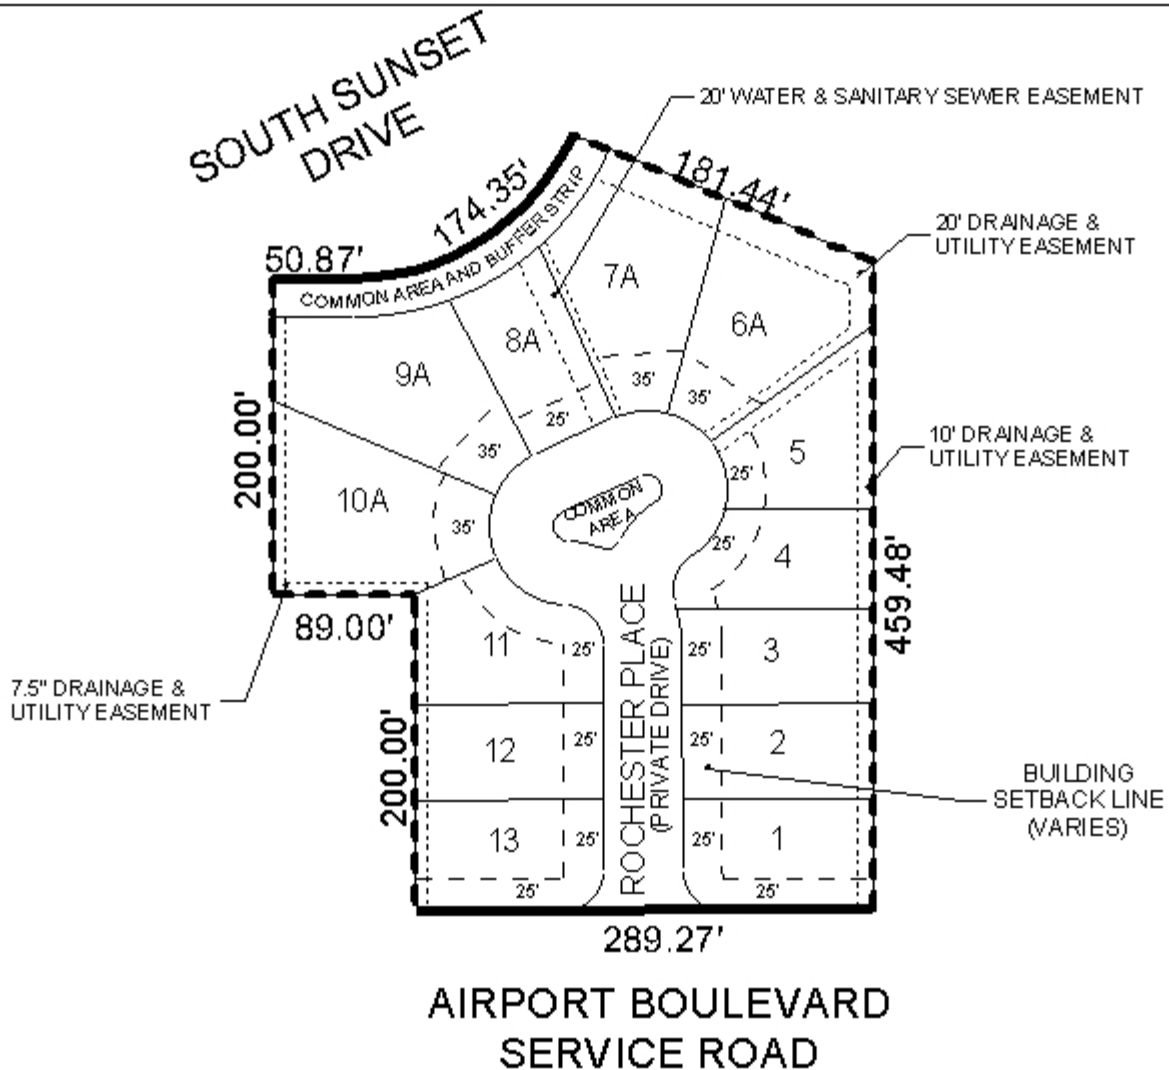 SOUTH SUNSET
DRIVE
20' WATER & SANITARY SEWER EASEMENT
174.35'
181.44'
50.87'
COMMON AREA AND BUFFER STRIP
20' DRAINAGE &
UTILITY EASEMENT
7A
6A
8A
9A
35'
35'
25'
35'
200.00'
10A
35'
COMMON
AREA
5
25'
10' DRAINAGE &
UTILITY EASEMENT
4
25'
459.48'
89.00'
7.5" DRAINAGE &
UTILITY EASEMENT
11
25'
ROCHESTER PLACE
(PRIVATE DRIVE)
25'
3
200.00'
12
25'
25'
2
BUILDING
SETBACK LINE
(VARIES)
13
25'
25'
1
25'
25'
289.27'
AIRPORT BOULEVARD
SERVICE ROAD